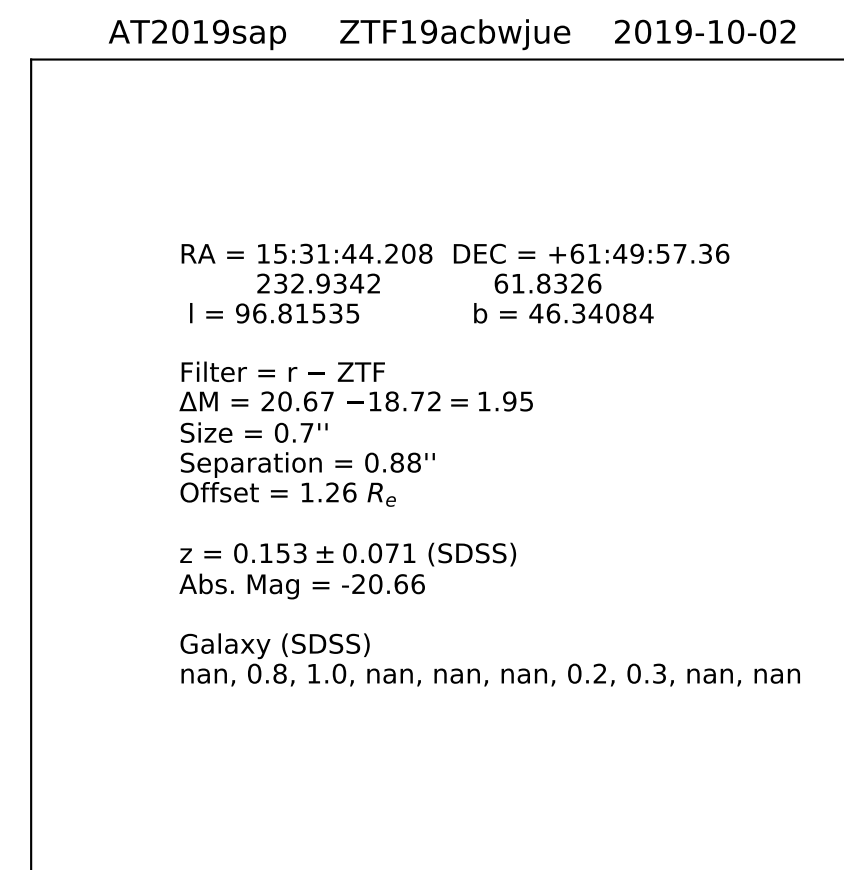 AT2019sap ZTF19acbwjue 2019-10-02
RA = 15:31:44.208 DEC = +61:49:57.36
232.9342 61.8326
l = 96.81535 b = 46.34084
Filter = r − ZTF
ΔM = 20.67 −18.72 = 1.95
Size = 0.7''
Separation = 0.88''
Offset = 1.26 Re
z = 0.153 ± 0.071 (SDSS)
Abs. Mag = -20.66
Galaxy (SDSS)
nan, 0.8, 1.0, nan, nan, nan, 0.2, 0.3, nan, nan